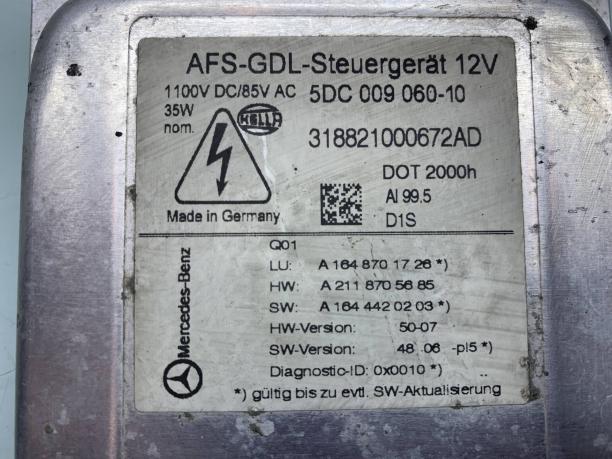 AFS-GDL-Steuergerät 12V
1100V DC/85V AC 5DC 009 060-10
35W
nom.
HELLA
318821000672AD
DOT 2000h
Al 99.5
D1S
Made in Germany
Mercedes-Benz
Q01
LU: A 164 870 17 26 *)
HW: A 211 870 56 85
SW: A 164 442 02 03 *)
HW-Version: 50-07
SW-Version: 48 06 -pl5 *)
Diagnostic-ID: 0x0010 *)
*) gültig bis zu evtl. SW-Aktualisierung